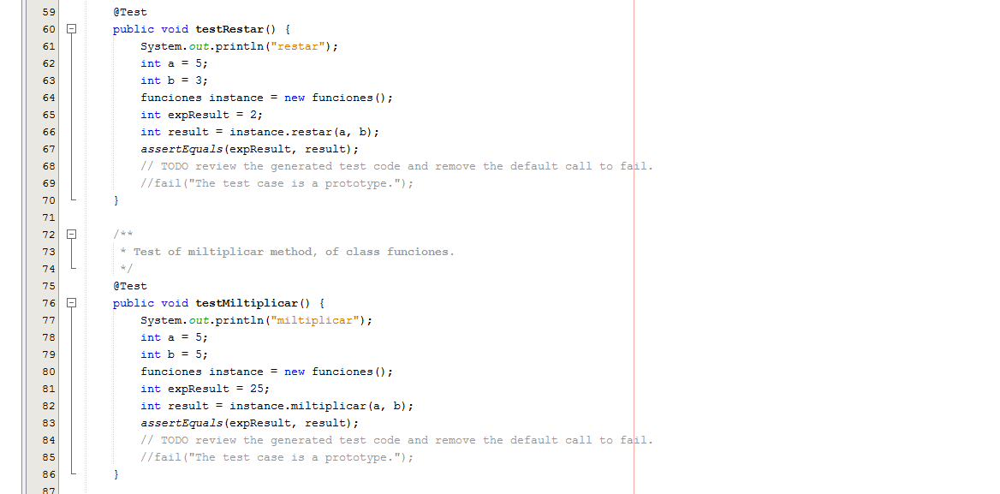 59 @Test
60 public void testRestar() {
61 System.out.println("restar");
62 int a = 5;
63 int b = 3;
64 funciones instance = new funciones();
65 int expResult = 2;
66 int result = instance.restar(a, b);
67 assertEquals(expResult, result);
68 // TODO review the generated test code and remove the default call to fail.
69 //fail("The test case is a prototype.");
70 }
71
72 /**
73 * Test of miltiplicar method, of class funciones.
74 */
75 @Test
76 public void testMiltiplicar() {
77 System.out.println("miltiplicar");
78 int a = 5;
79 int b = 5;
80 funciones instance = new funciones();
81 int expResult = 25;
82 int result = instance.miltiplicar(a, b);
83 assertEquals(expResult, result);
84 // TODO review the generated test code and remove the default call to fail.
85 //fail("The test case is a prototype.");
86 }
87